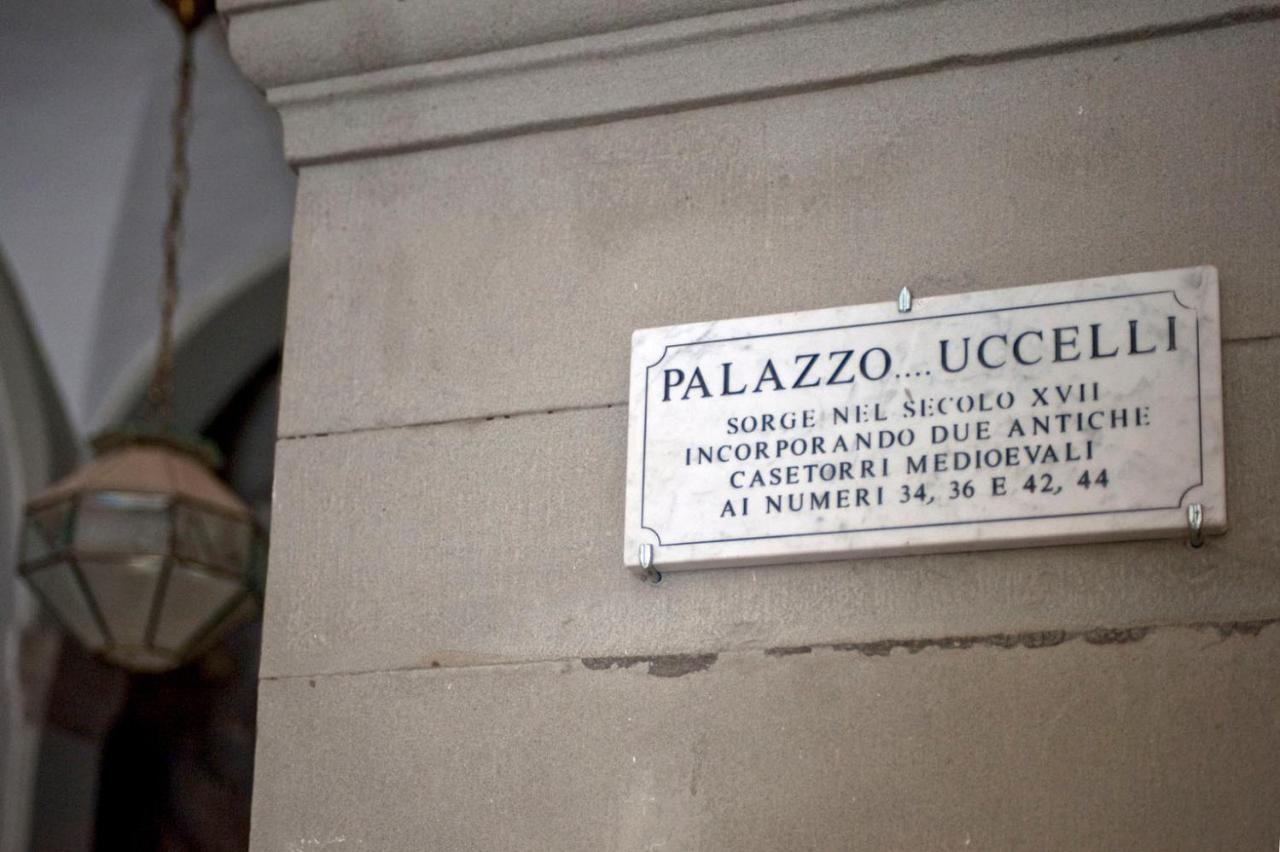 PALAZZO....UCCELLI
SORGE NEL SECOLO XVII
INCORPORANDO DUE ANTICHE
CASETORRI MEDIOEVALI
AI NUMERI 34, 36 E 42, 44